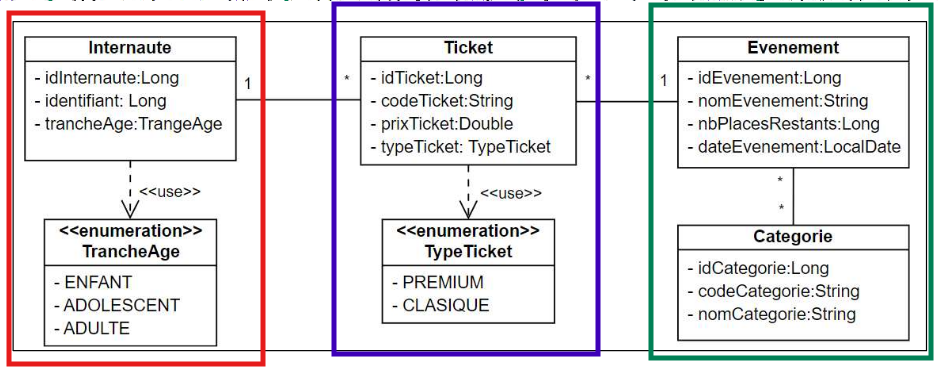 Internaute
- idInternaute:Long
- identifiant: Long
- trancheAge:TrangeAge
1
*
Ticket
- idTicket:Long
- codeTicket:String
- prixTicket:Double
- typeTicket: TypeTicket
*
1
Evenement
- idEvenement:Long
- nomEvenement:String
- nbPlacesRestants:Long
- dateEvenement:LocalDate
<<use>>
<<use>>
*
*
<<enumeration>>
TrancheAge
- ENFANT
- ADOLESCENT
- ADULTE
<<enumeration>>
TypeTicket
- PREMIUM
- CLASIQUE
Categorie
- idCategorie:Long
- codeCategorie:String
- nomCategorie:String